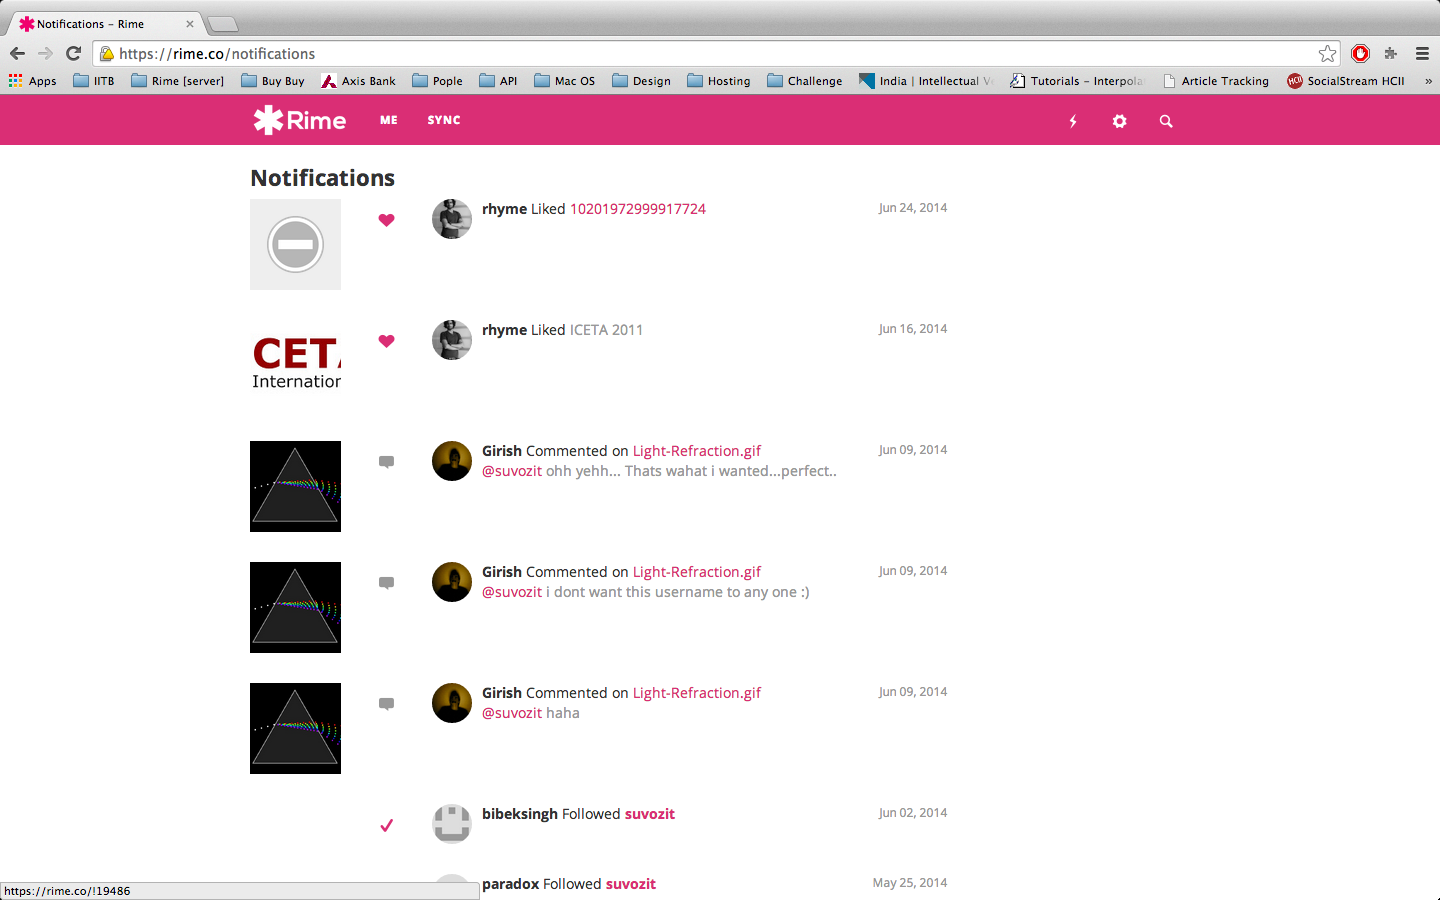 Notifications – Rime
https://rime.co/notifications
Apps IITB Rime [server] Buy Buy Axis Bank Pople API Mac OS Design Hosting Challenge India | Intellectual Tutorials – Interpola Article Tracking SocialStream HCII »
Rime ME SYNC
Notifications
rhyme Liked 10201972999917724 Jun 24, 2014
rhyme Liked ICETA 2011 Jun 16, 2014
CETA
Internation
Girish Commented on Light-Refraction.gif Jun 09, 2014
@suvozit ohh yehh... Thats wahat i wanted...perfect..
Girish Commented on Light-Refraction.gif Jun 09, 2014
@suvozit i dont want this username to any one :)
Girish Commented on Light-Refraction.gif Jun 09, 2014
@suvozit haha
bibeksingh Followed suvozit Jun 02, 2014
paradox Followed suvozit May 25, 2014
https://rime.co/!19486